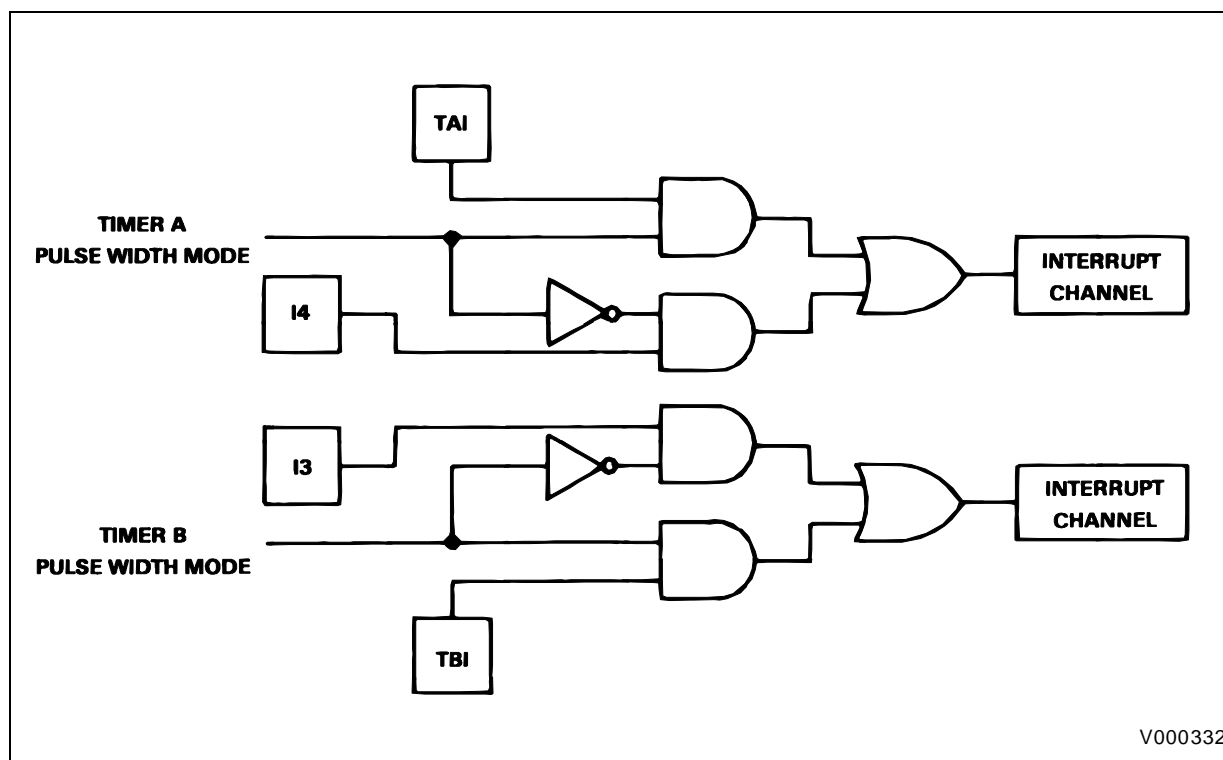 TAI
TIMER A
PULSE WIDTH MODE
I4
INTERRUPT
CHANNEL
I3
TIMER B
PULSE WIDTH MODE
INTERRUPT
CHANNEL
TBI
V000332